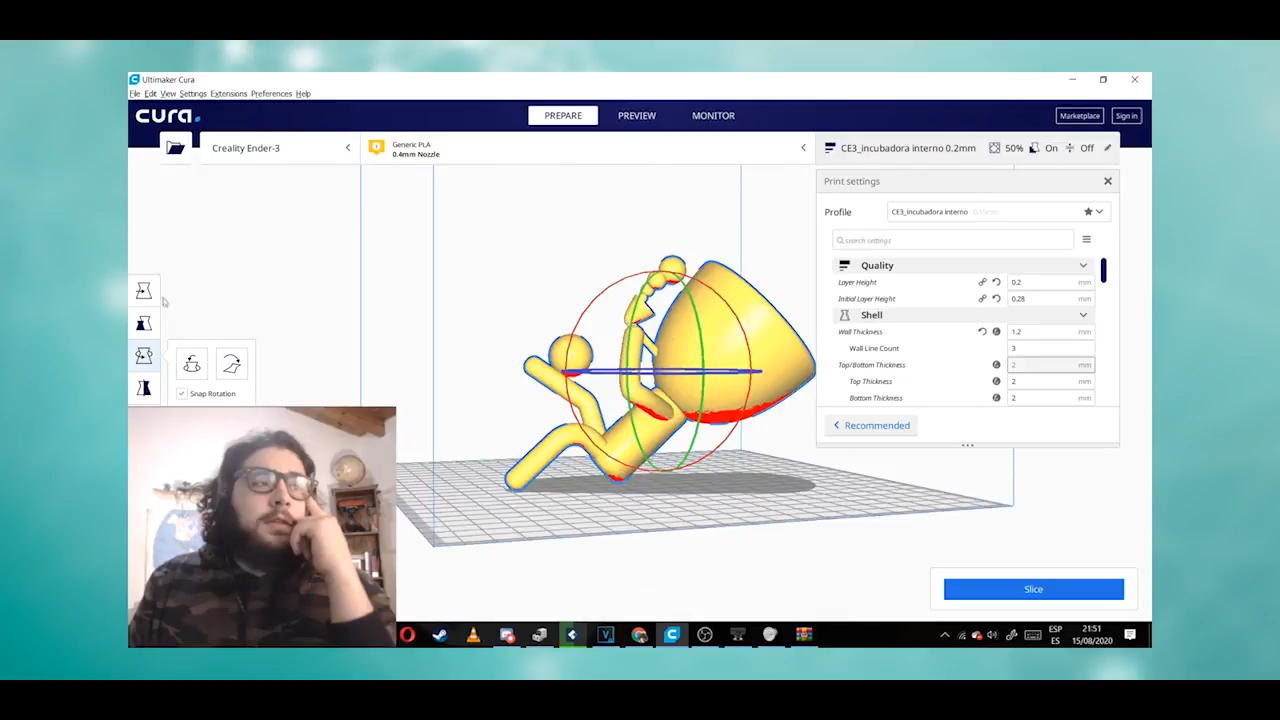 Ultimaker Cura
File Edit View Settings Extensions Preferences Help
cura.
PREPARE PREVIEW MONITOR
Marketplace Sign in
Creality Ender-3
Generic PLA
0.4mm Nozzle
CE3_incubadora interno 0.2mm 50% On Off
Print settings
Profile CE3_incubadora interno 0.15mm
search settings
Quality
Layer Height 0.2 mm
Initial Layer Height 0.28 mm
Shell
Wall Thickness 1.2 mm
Wall Line Count 3
Top/Bottom Thickness 2 mm
Top Thickness 2 mm
Bottom Thickness 2 mm
Recommended
Snap Rotation
Slice
ESP
ES
21:51
15/08/2020